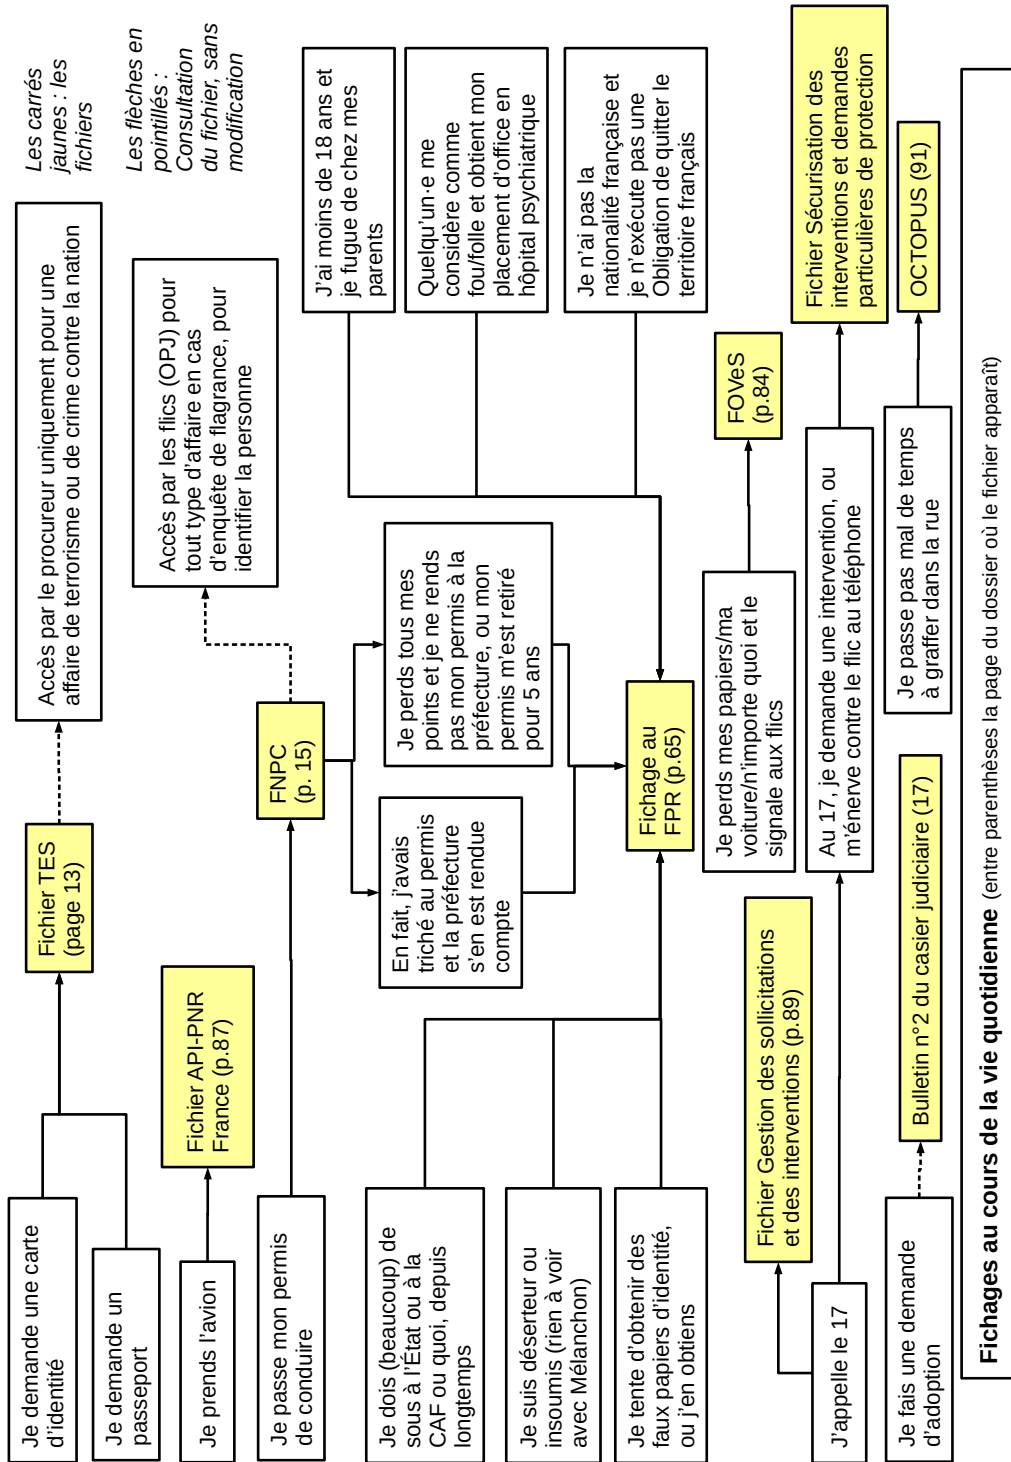 Je demande une carte
d'identité
Je demande un
passeport
Fichier TES
(page 13)
Accès par le procureur uniquement pour une
affaire de terrorisme ou de crime contre la nation
Les carrés
jaunes : les
fichiers
Les flèches en
pointillés :
Consultation
du fichier, sans
modification
Je prends l'avion
Fichier API-PNR
France (p.87)
Accès par les flics (OPJ) pour
tout type d'affaire en cas
d'enquête de flagrance, pour
identifier la personne
Je passe mon permis
de conduire
FNPC
(p. 15)
En fait, j'avais
triché au permis
et la préfecture
s'en est rendue
compte
Je perds tous mes
points et je ne rends
pas mon permis à la
préfecture, ou mon
permis m'est retiré
pour 5 ans
J'ai moins de 18 ans et
je fugue de chez mes
parents
Quelqu'un·e me
considère comme
fou/folle et obtient mon
placement d'office en
hôpital psychiatrique
Je n'ai pas la
nationalité française et
je n'exécute pas une
Obligation de quitter le
territoire français
Je dois (beaucoup) de
sous à l'État ou à la
CAF ou quoi, depuis
longtemps
Je suis déserteur ou
insoumis (rien à voir
avec Mélanchon)
Je tente d'obtenir des
faux papiers d'identité,
ou j'en obtiens
Fichage au
FPR (p.65)
Je perds mes papiers/ma
voiture/n'importe quoi et le
signale aux flics
FOVeS
(p.84)
Fichier Gestion des sollicitations
et des interventions (p.89)
J'appelle le 17
Au 17, je demande une intervention, ou
m'énerve contre le flic au téléphone
Fichier Sécurisation des
interventions et demandes
particulières de protection
Je fais une demande
d'adoption
Bulletin n°2 du casier judiciaire (17)
Je passe pas mal de temps
à graffer dans la rue
OCTOPUS (91)
Fichages au cours de la vie quotidienne (entre parenthèses la page du dossier où le fichier apparaît)